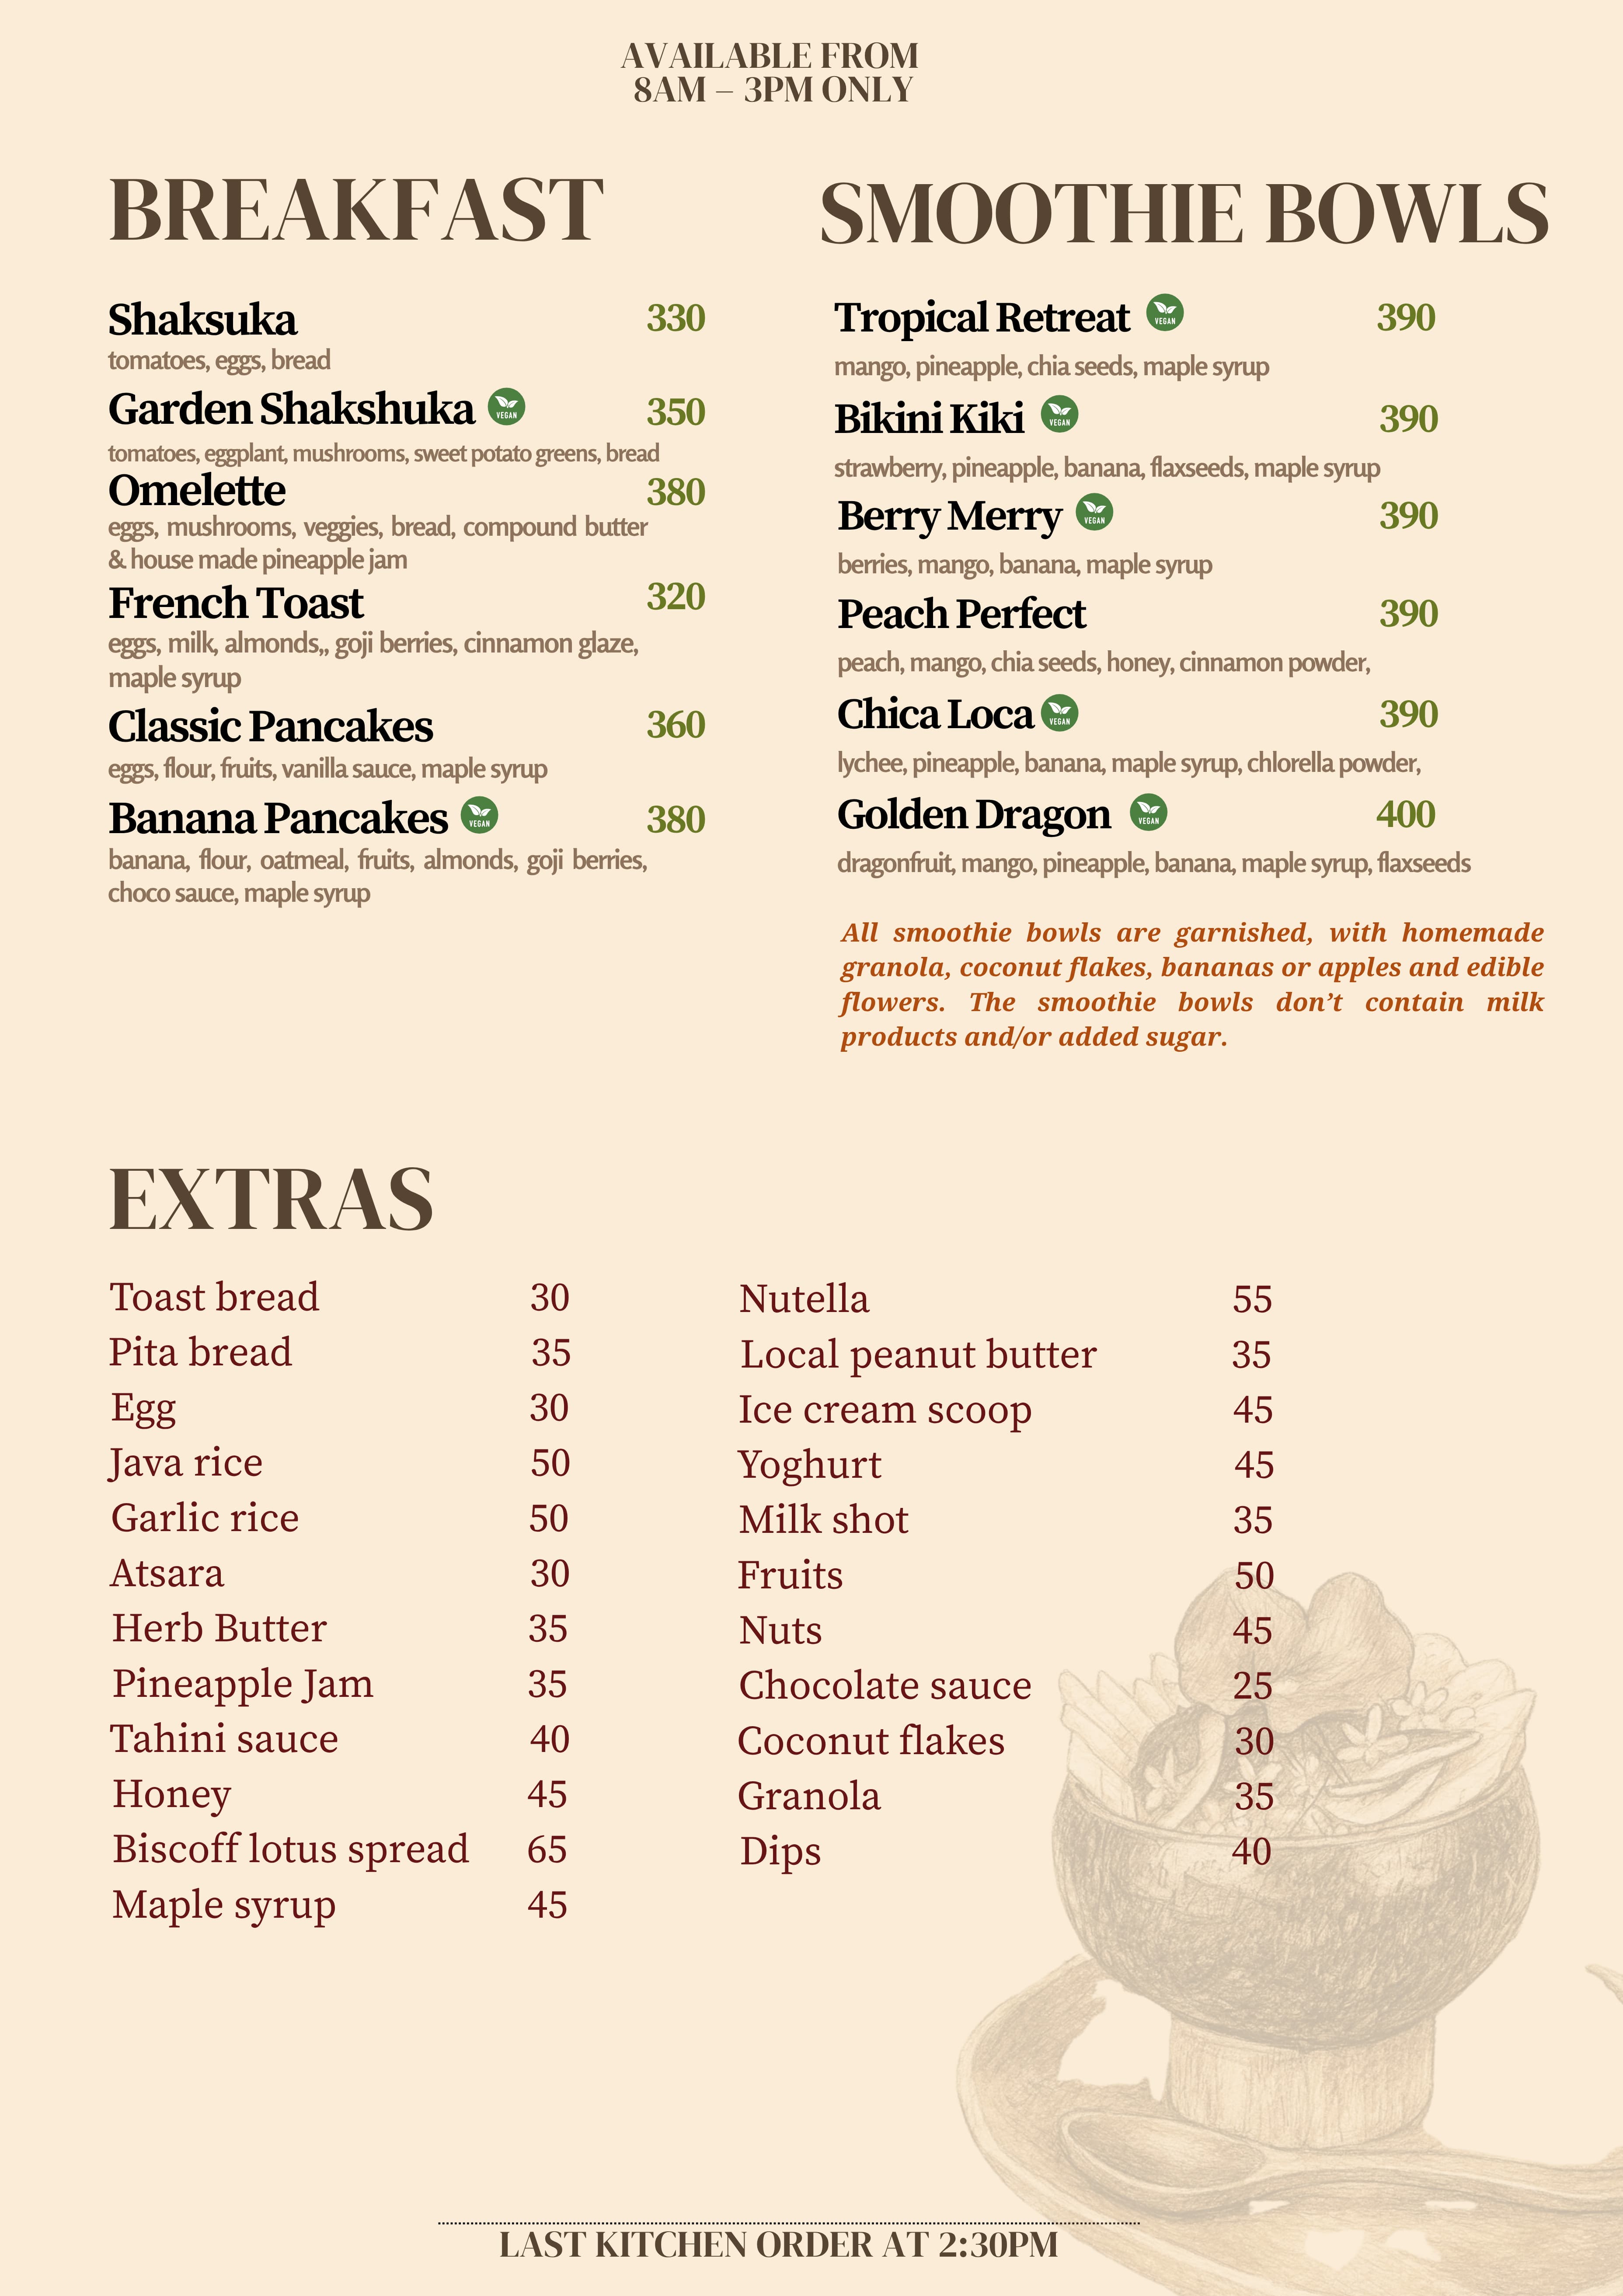 AVAILABLE FROM
8AM – 3PM ONLY
BREAKFAST
Shaksuka 330
tomatoes, eggs, bread
Garden Shakshuka VEGAN 350
tomatoes, eggplant, mushrooms, sweet potato greens, bread
Omelette 380
eggs, mushrooms, veggies, bread, compound butter
& house made pineapple jam
French Toast 320
eggs, milk, almonds,, goji berries, cinnamon glaze,
maple syrup
Classic Pancakes 360
eggs, flour, fruits, vanilla sauce, maple syrup
Banana Pancakes VEGAN 380
banana, flour, oatmeal, fruits, almonds, goji berries,
choco sauce, maple syrup
SMOOTHIE BOWLS
Tropical Retreat VEGAN 390
mango, pineapple, chia seeds, maple syrup
Bikini Kiki VEGAN 390
strawberry, pineapple, banana, flaxseeds, maple syrup
Berry Merry VEGAN 390
berries, mango, banana, maple syrup
Peach Perfect 390
peach, mango, chia seeds, honey, cinnamon powder,
Chica Loca VEGAN 390
lychee, pineapple, banana, maple syrup, chlorella powder,
Golden Dragon VEGAN 400
dragonfruit, mango, pineapple, banana, maple syrup, flaxseeds
All smoothie bowls are garnished, with homemade
granola, coconut flakes, bananas or apples and edible
flowers. The smoothie bowls don’t contain milk
products and/or added sugar.
EXTRAS
Toast bread 30
Pita bread 35
Egg 30
Java rice 50
Garlic rice 50
Atsara 30
Herb Butter 35
Pineapple Jam 35
Tahini sauce 40
Honey 45
Biscoff lotus spread 65
Maple syrup 45
Nutella 55
Local peanut butter 35
Ice cream scoop 45
Yoghurt 45
Milk shot 35
Fruits 50
Nuts 45
Chocolate sauce 25
Coconut flakes 30
Granola 35
Dips 40
LAST KITCHEN ORDER AT 2:30PM